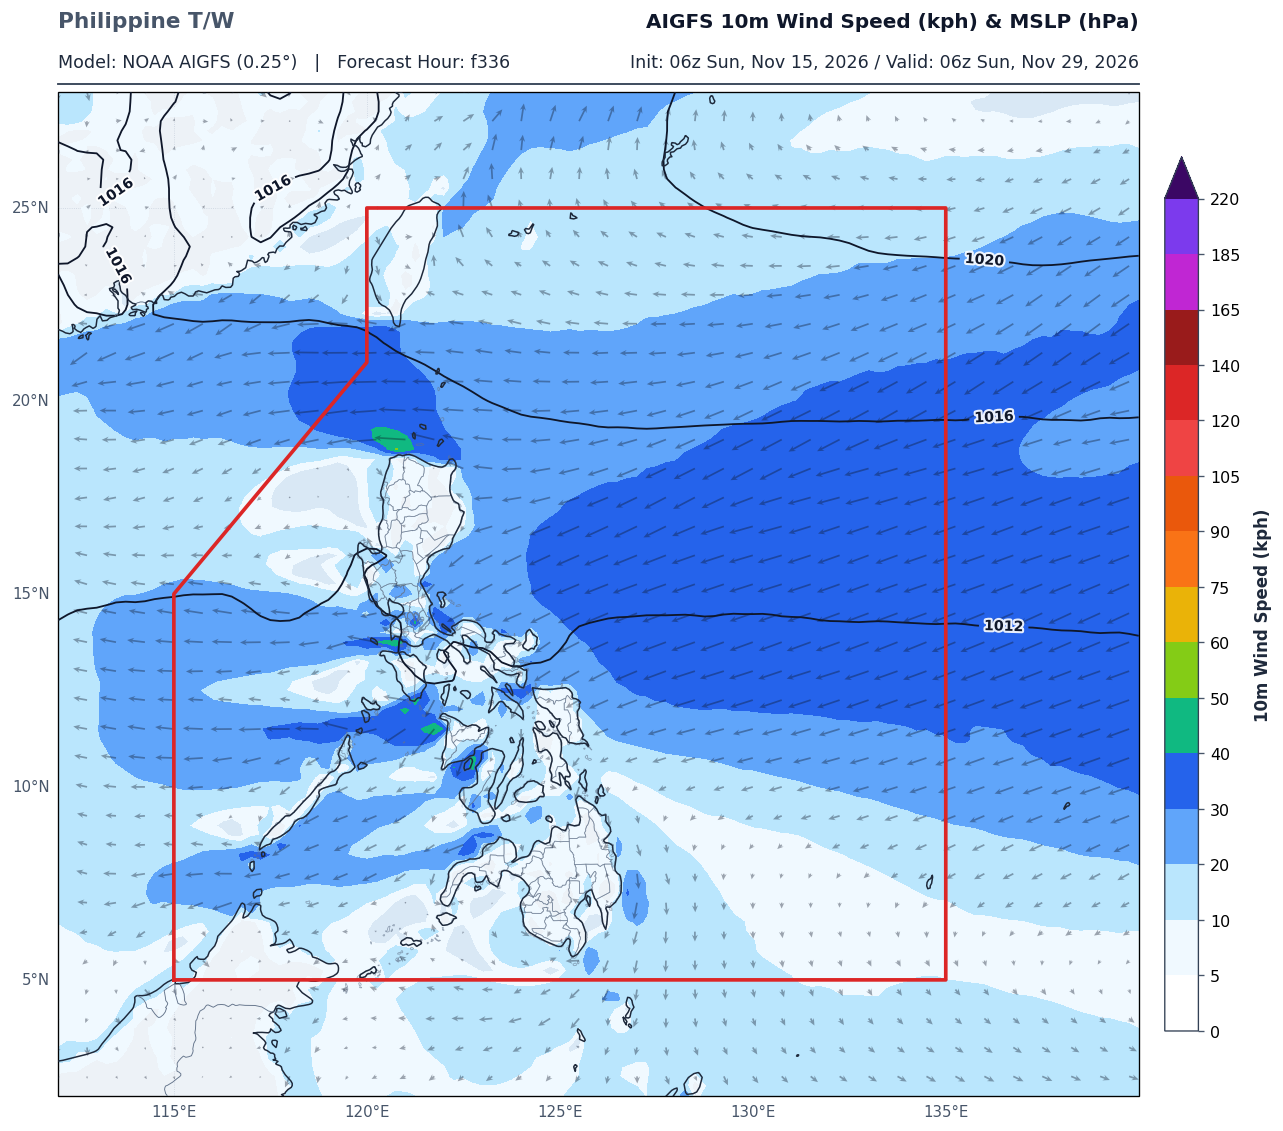 Philippine T/W
AIGFS 10m Wind Speed (kph) & MSLP (hPa)
Model: NOAA AIGFS (0.25°) | Forecast Hour: f336
Init: 06z Sun, Nov 15, 2026 / Valid: 06z Sun, Nov 29, 2026
1016
1016
1016
1020
1016
1012
25°N
20°N
15°N
10°N
5°N
115°E
120°E
125°E
130°E
135°E
220
185
165
140
120
105
90
75
60
50
40
30
20
10
5
0
10m Wind Speed (kph)